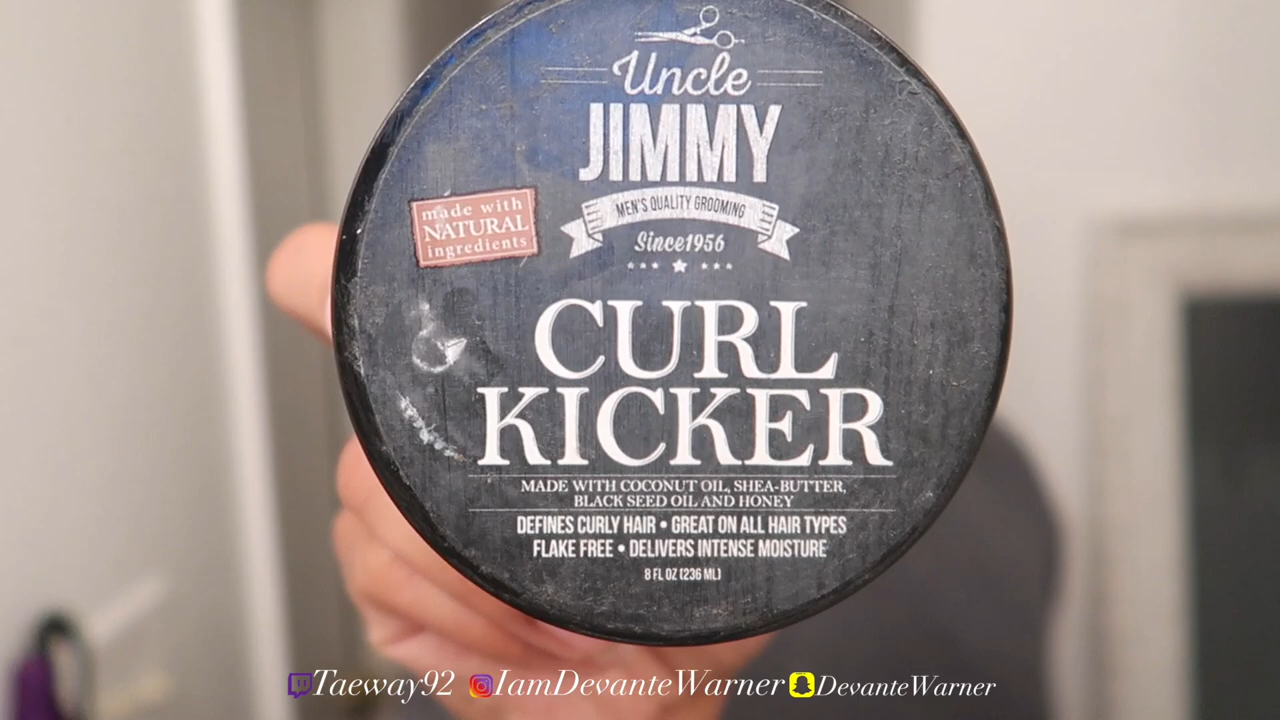 Uncle
JIMMY
MEN'S QUALITY GROOMING
Since1956
made with
NATURAL
ingredients
CURL
KICKER
MADE WITH COCONUT OIL, SHEA-BUTTER,
BLACK SEED OIL AND HONEY
DEFINES CURLY HAIR • GREAT ON ALL HAIR TYPES
FLAKE FREE • DELIVERS INTENSE MOISTURE
8 FL OZ (236 ML)
Taeway92 IamDevanteWarner DevanteWarner